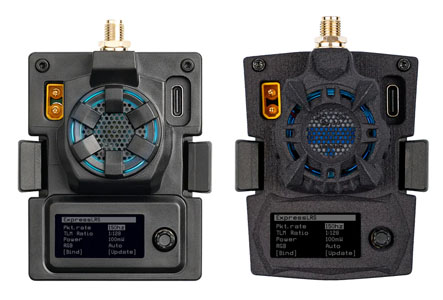 ExpressLRS
Pkt.rate 150Hz
TLM Ratio 1:128
Power 100mW
RGB Auto
[Bind] [Update]
ExpressLRS
Pkt.rate 150Hz
TLM Ratio 1:128
Power 100mW
RGB Auto
[Bind] [Update]